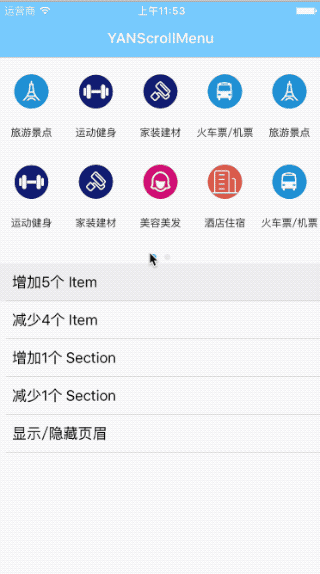 运营商 上午11:53
YANScrollMenu
旅游景点 运动健身 家装建材 火车票/机票 旅游景点
运动健身 家装建材 美容美发 酒店住宿 火车票/机票
增加5个 Item
减少4个 Item
增加1个 Section
减少1个 Section
显示/隐藏页眉